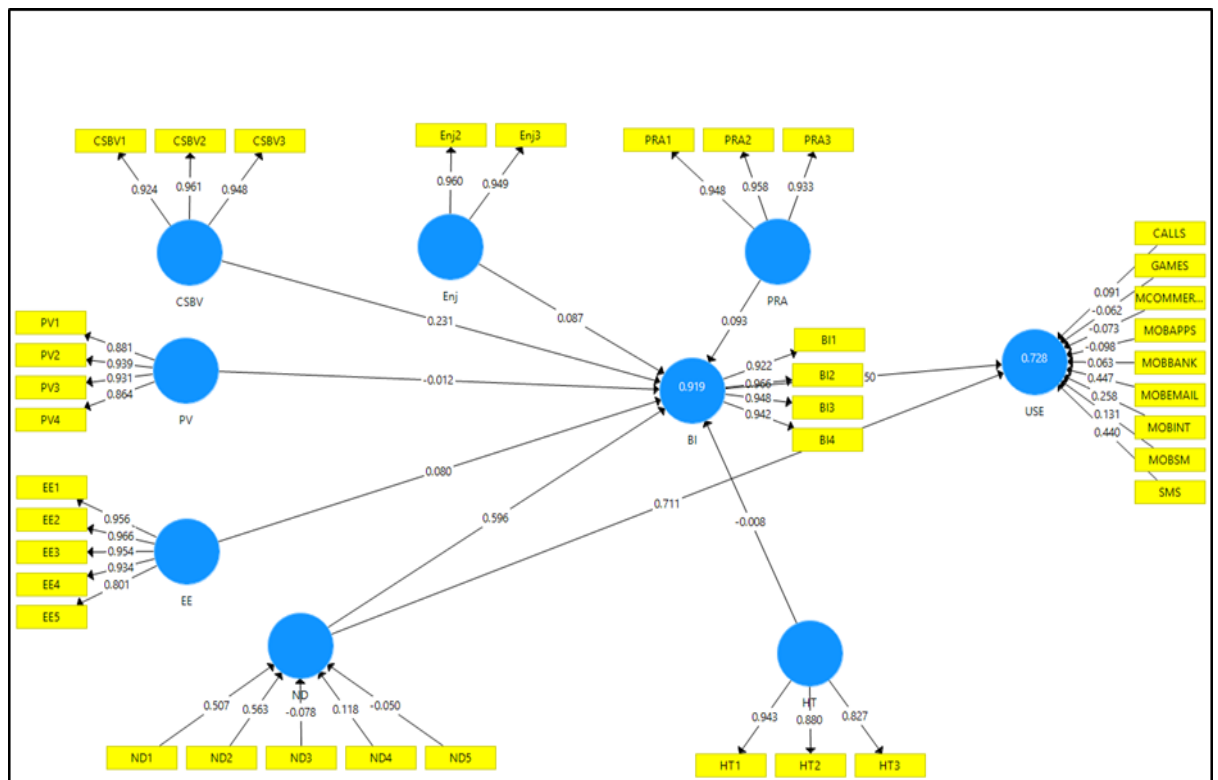 CSBV1 CSBV2 CSBV3
Enj2 Enj3
PRA1 PRA2 PRA3
0.924 0.961 0.948
0.960 0.949
0.948 0.958 0.933
CSBV
Enj
PRA
0.231
0.087
0.093
PV1
PV2
PV3
PV4
0.881
0.939
0.931
0.864
PV
-0.012
0.919
BI
0.922
0.966
0.948
0.942
BI1
BI2
BI3
BI4
50
0.728
USE
0.091
-0.062
-0.073
-0.098
0.063
0.447
0.258
0.131
0.440
CALLS
GAMES
MCOMMER...
MOBAPPS
MOBBANK
MOBEMAIL
MOBINT
MOBSM
SMS
EE1
EE2
EE3
EE4
EE5
0.956
0.966
0.954
0.934
0.801
EE
0.080
0.596
0.711
-0.008
ND
0.507 0.563 -0.078 0.118 -0.050
ND1 ND2 ND3 ND4 ND5
HT
0.943 0.880 0.827
HT1 HT2 HT3